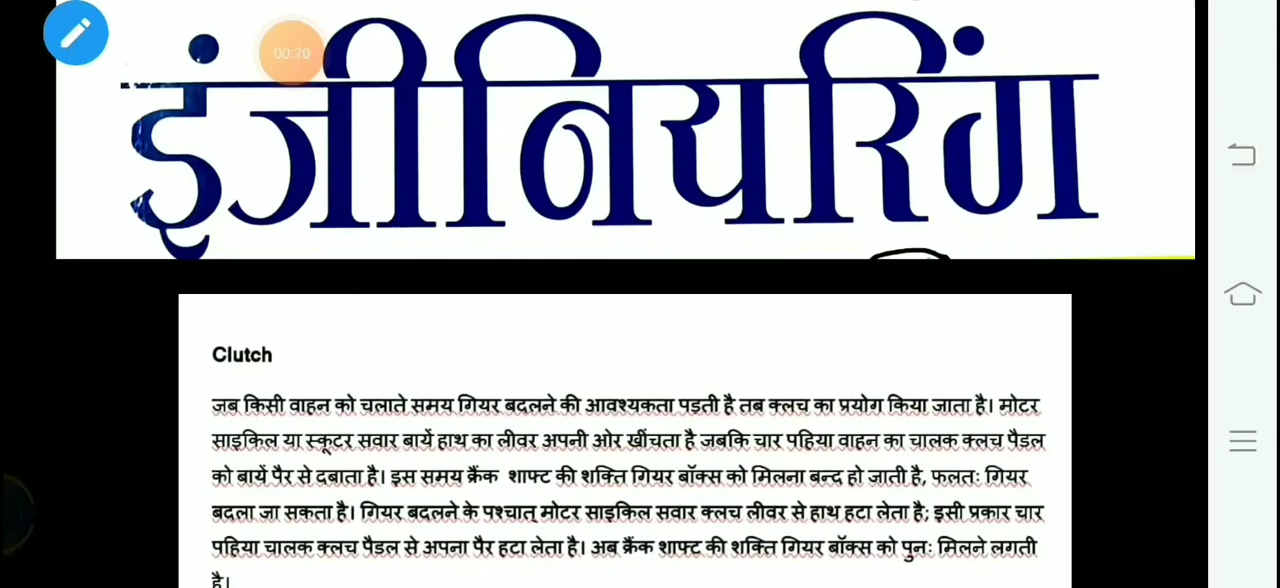 00:20
इंजीनियरिंग
Clutch
जब किसी वाहन को चलाते समय गियर बदलने की आवश्यकता पड़ती है तब क्लच का प्रयोग किया जाता है। मोटर
साइकिल या स्कूटर सवार बायें हाथ का लीवर अपनी ओर खींचता है जबकि चार पहिया वाहन का चालक क्लच पैडल
को बायें पैर से दबाता है। इस समय क्रैंक शाफ्ट की शक्ति गियर बॉक्स को मिलना बन्द हो जाती है, फलतः गियर
बदला जा सकता है। गियर बदलने के पश्चात् मोटर साइकिल सवार क्लच लीवर से हाथ हटा लेता है; इसी प्रकार चार
पहिया चालक क्लच पैडल से अपना पैर हटा लेता है। अब क्रैंक शाफ्ट की शक्ति गियर बॉक्स को पुनः मिलने लगती
है।